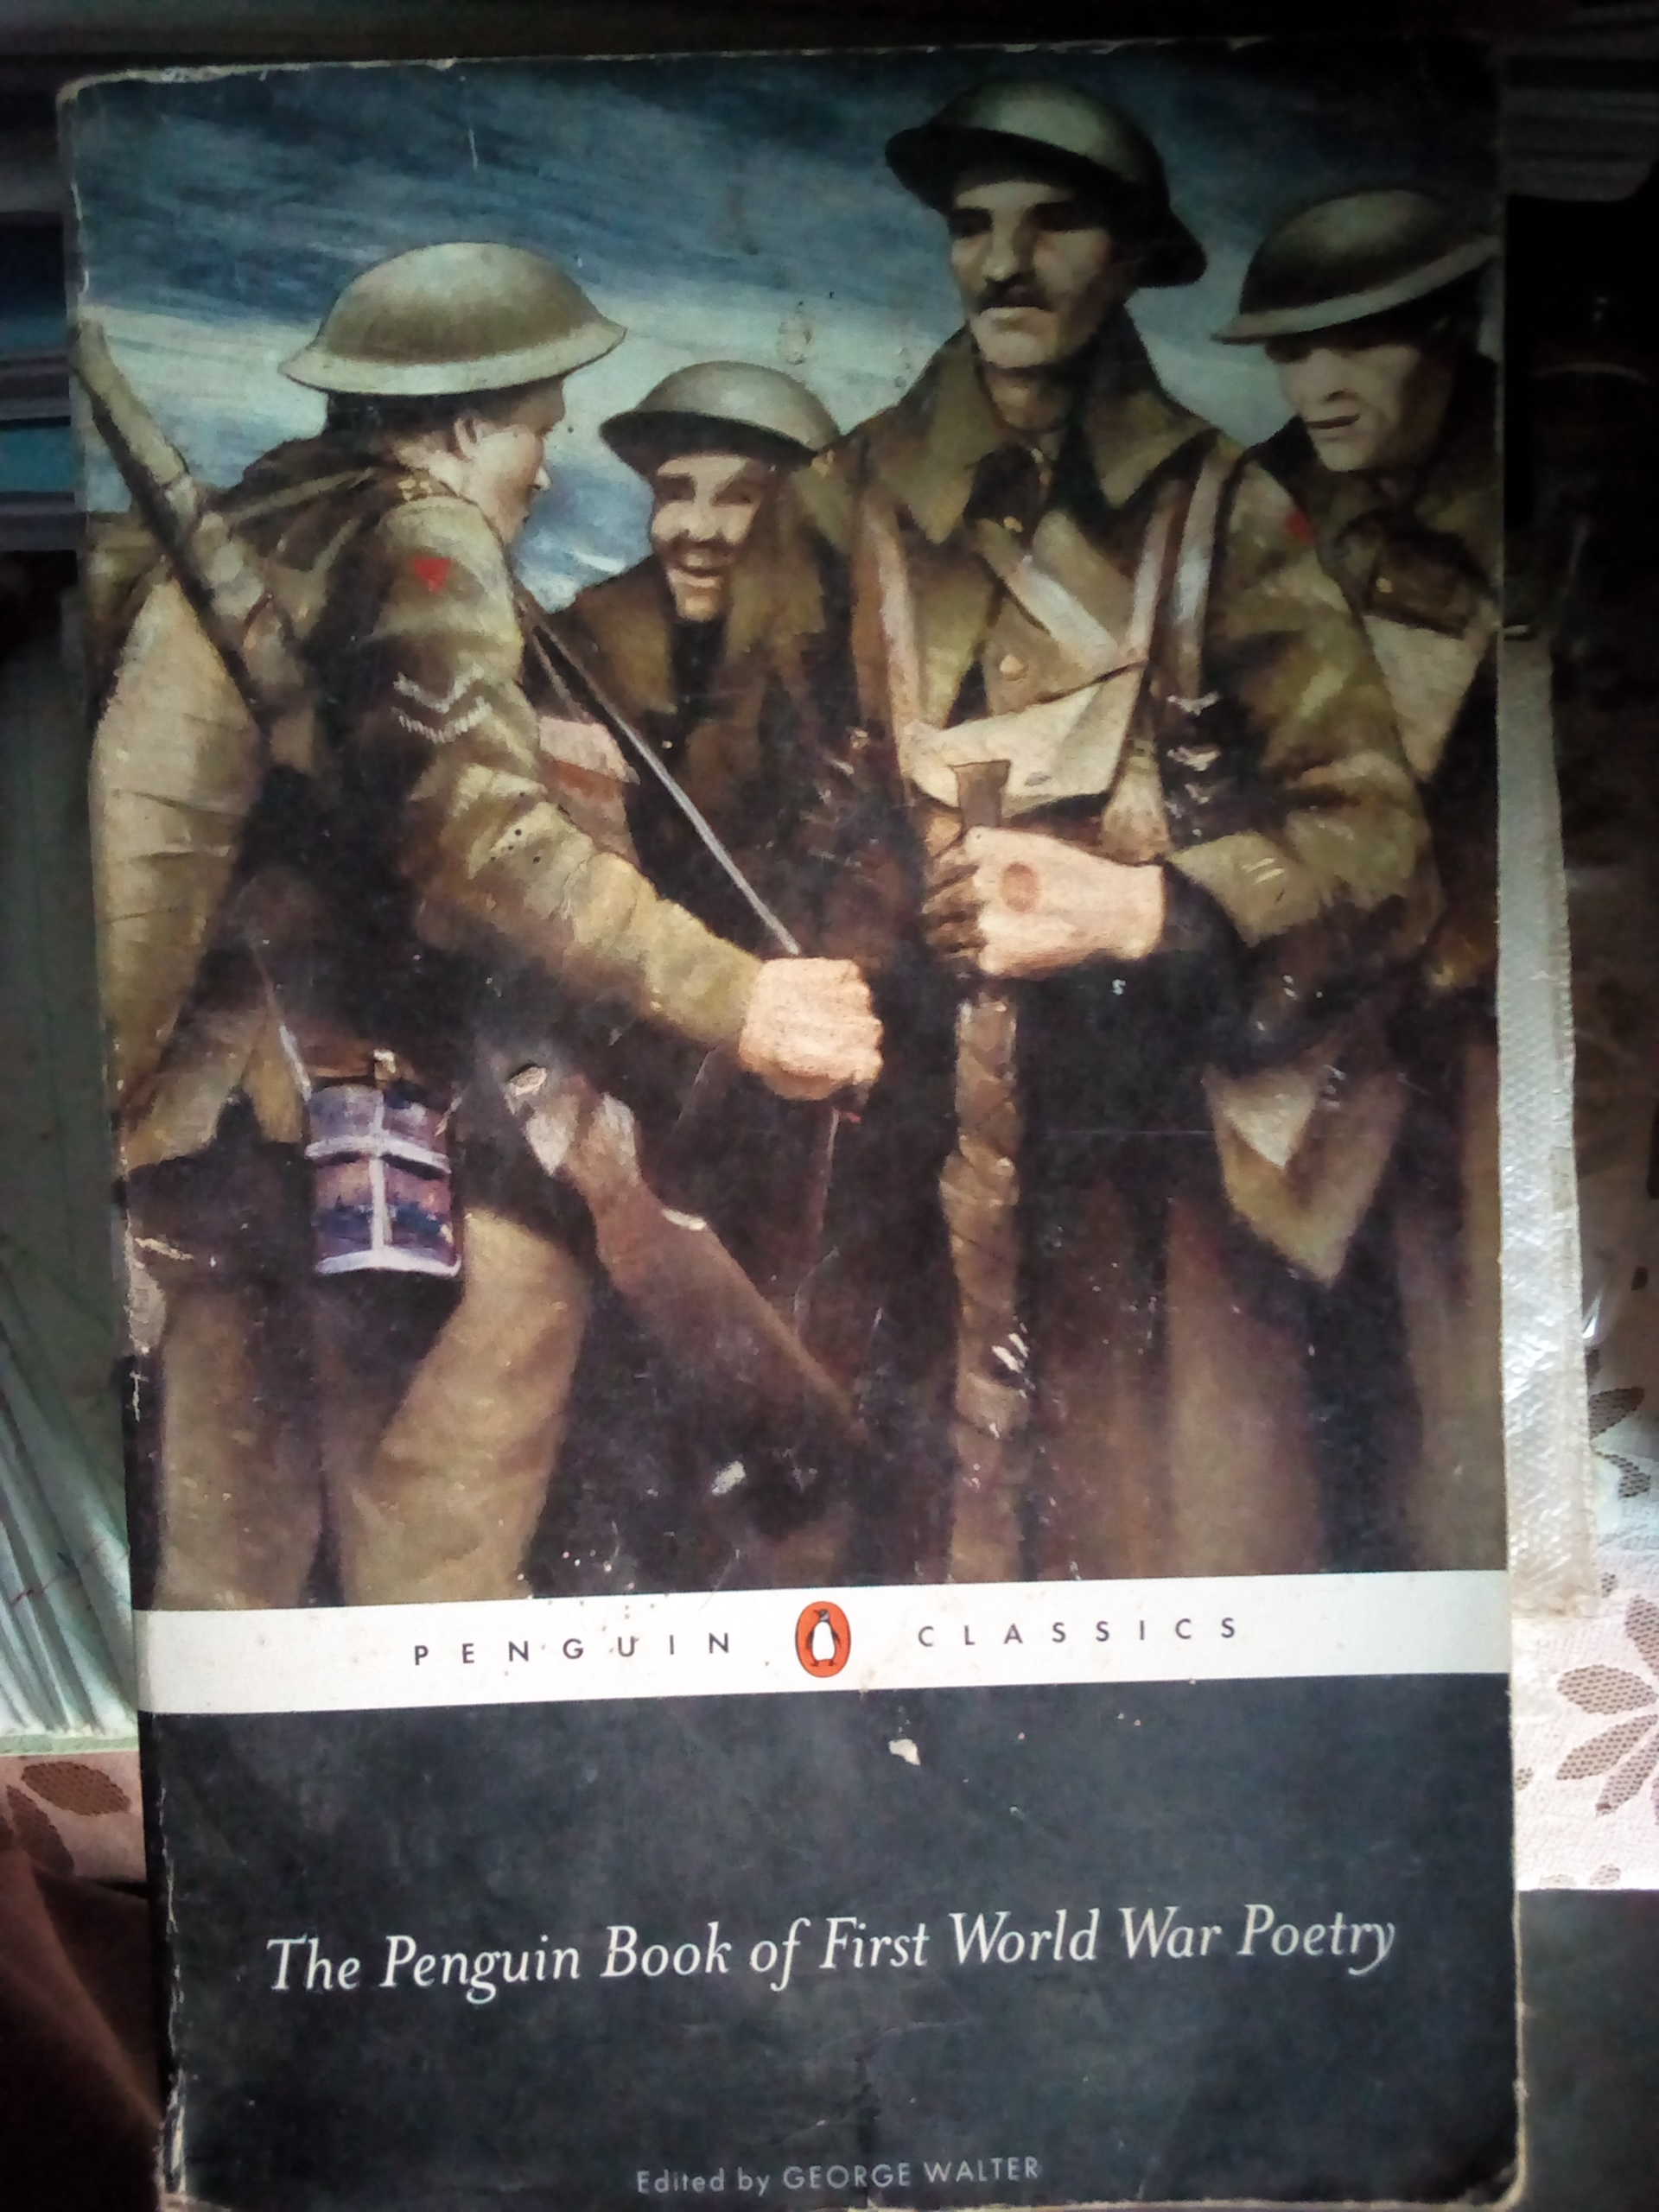 PENGUIN CLASSICS
The Penguin Book of First World War Poetry
Edited by GEORGE WALTER